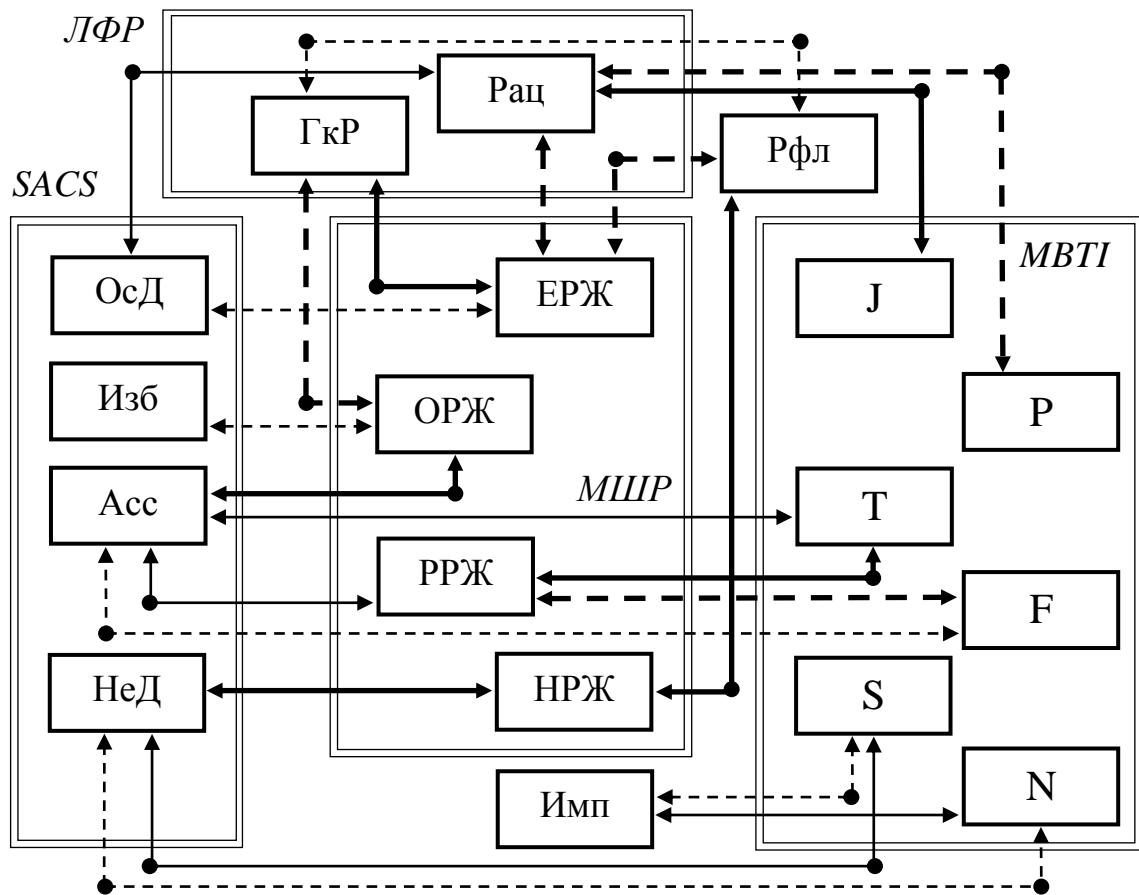 ЛФР
Рац
ГкР
Рфл
SACS
MBTI
ОсД
ЕРЖ
J
Изб
ОРЖ
P
Асс
МШР
T
РРЖ
F
НеД
НРЖ
S
Имп
N